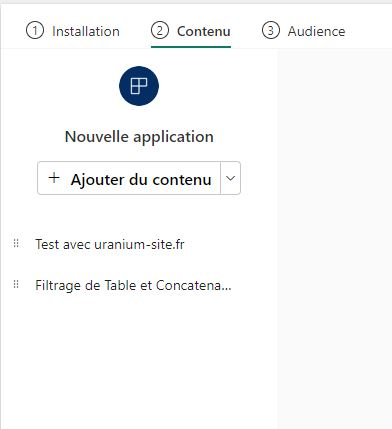 1 Installation 2 Contenu 3 Audience
Nouvelle application
+ Ajouter du contenu
Test avec uranium-site.fr
Filtrage de Table et Concatena...